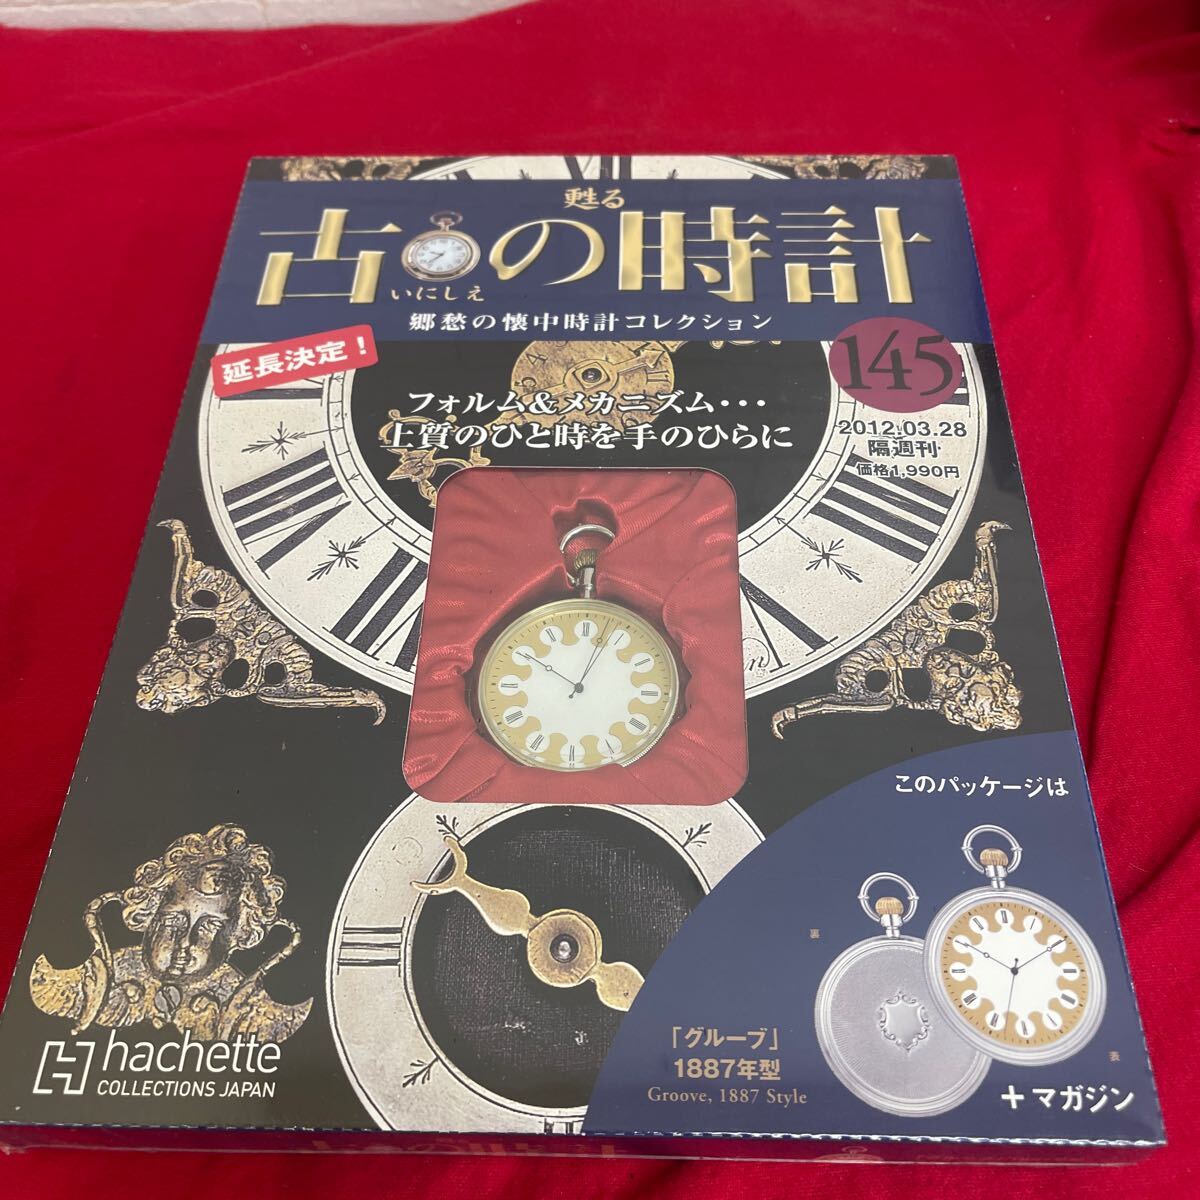 甦る
古の時計
いにしえ
郷愁の懐中時計コレクション
延長決定！
145
フォルム&メカニズム・・・
上質のひと時を手のひらに
2012.03.28
隔週刊
価格1,990円
このパッケージは
裏
表
「グルーブ」
1887年型
Groove, 1887 Style
+マガジン
hachette
COLLECTIONS JAPAN